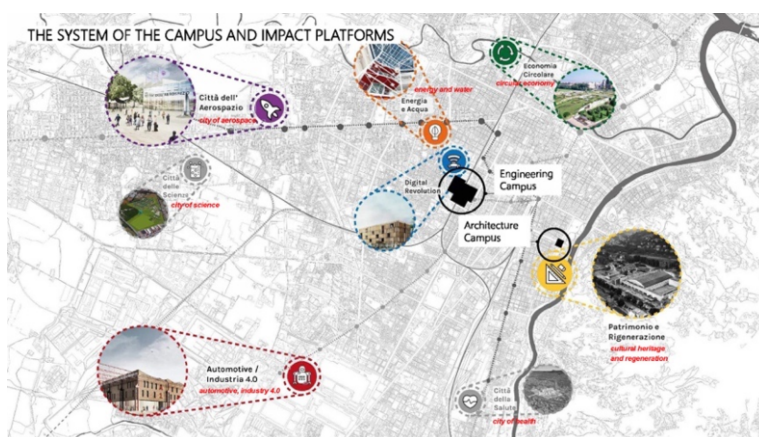 THE SYSTEM OF THE CAMPUS AND IMPACT PLATFORMS
Città dell'
Aerospazio
city of aerospace
energy and water
Energia
e Acqua
Economia
Circolare
circular economy
Città
delle
Scienze
city of science
Digital
Revolution
Engineering
Campus
Architecture
Campus
Patrimonio e
Rigenerazione
cultural heritage
and regeneration
Automotive /
Industria 4.0
automotive, industry 4.0
Città
della
Salute
city of health